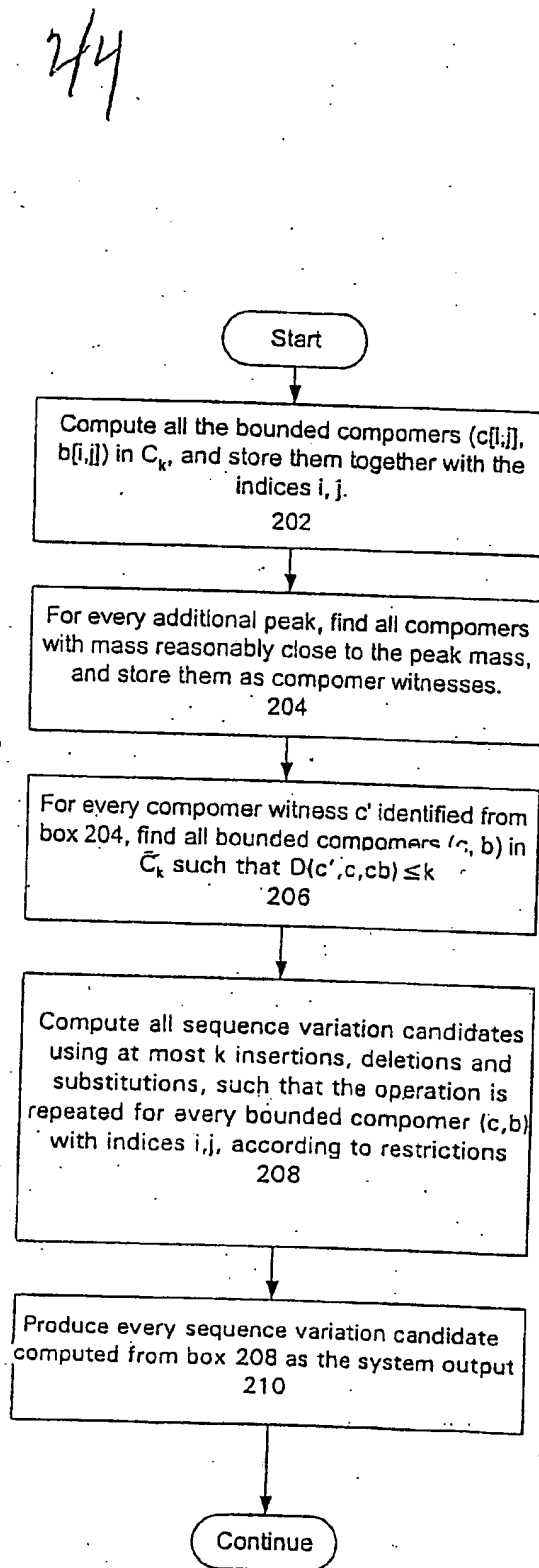 2/4
Start
Compute all the bounded compomers (c[i,j],
b[i,j]) in Cₖ, and store them together with the
indices i, j.
202
For every additional peak, find all compomers
with mass reasonably close to the peak mass,
and store them as compomer witnesses.
204
For every compomer witness c' identified from
box 204, find all bounded compomers (c, b) in
C̄ₖ such that D(c',c,cb) ≤k
206
Compute all sequence variation candidates
using at most k insertions, deletions and
substitutions, such that the operation is
repeated for every bounded compomer (c,b)
with indices i,j, according to restrictions
208
Produce every sequence variation candidate
computed from box 208 as the system output
210
Continue